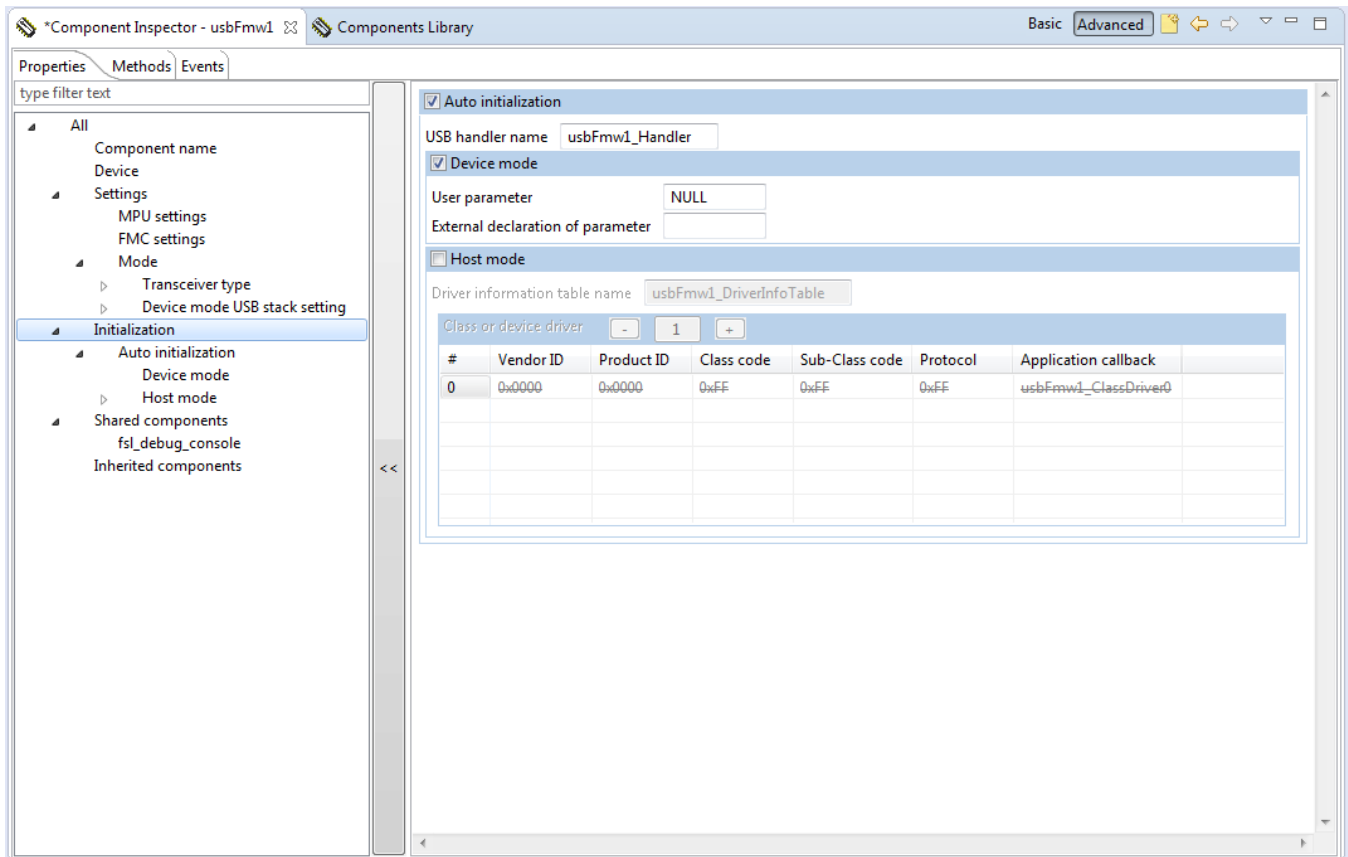 *Component Inspector - usbFmw1 Components Library Basic Advanced
Properties Methods Events
type filter text
All
Component name
Device
Settings
MPU settings
FMC settings
Mode
Transceiver type
Device mode USB stack setting
Initialization
Auto initialization
Device mode
Host mode
Shared components
fsl_debug_console
Inherited components
<<
Auto initialization
USB handler name usbFmw1_Handler
Device mode
User parameter NULL
External declaration of parameter
Host mode
Driver information table name usbFmw1_DriverInfoTable
Class or device driver - 1 +
# Vendor ID Product ID Class code Sub-Class code Protocol Application callback
0 0x0000 0x0000 0xFF 0xFF 0xFF usbFmw1_ClassDriver0